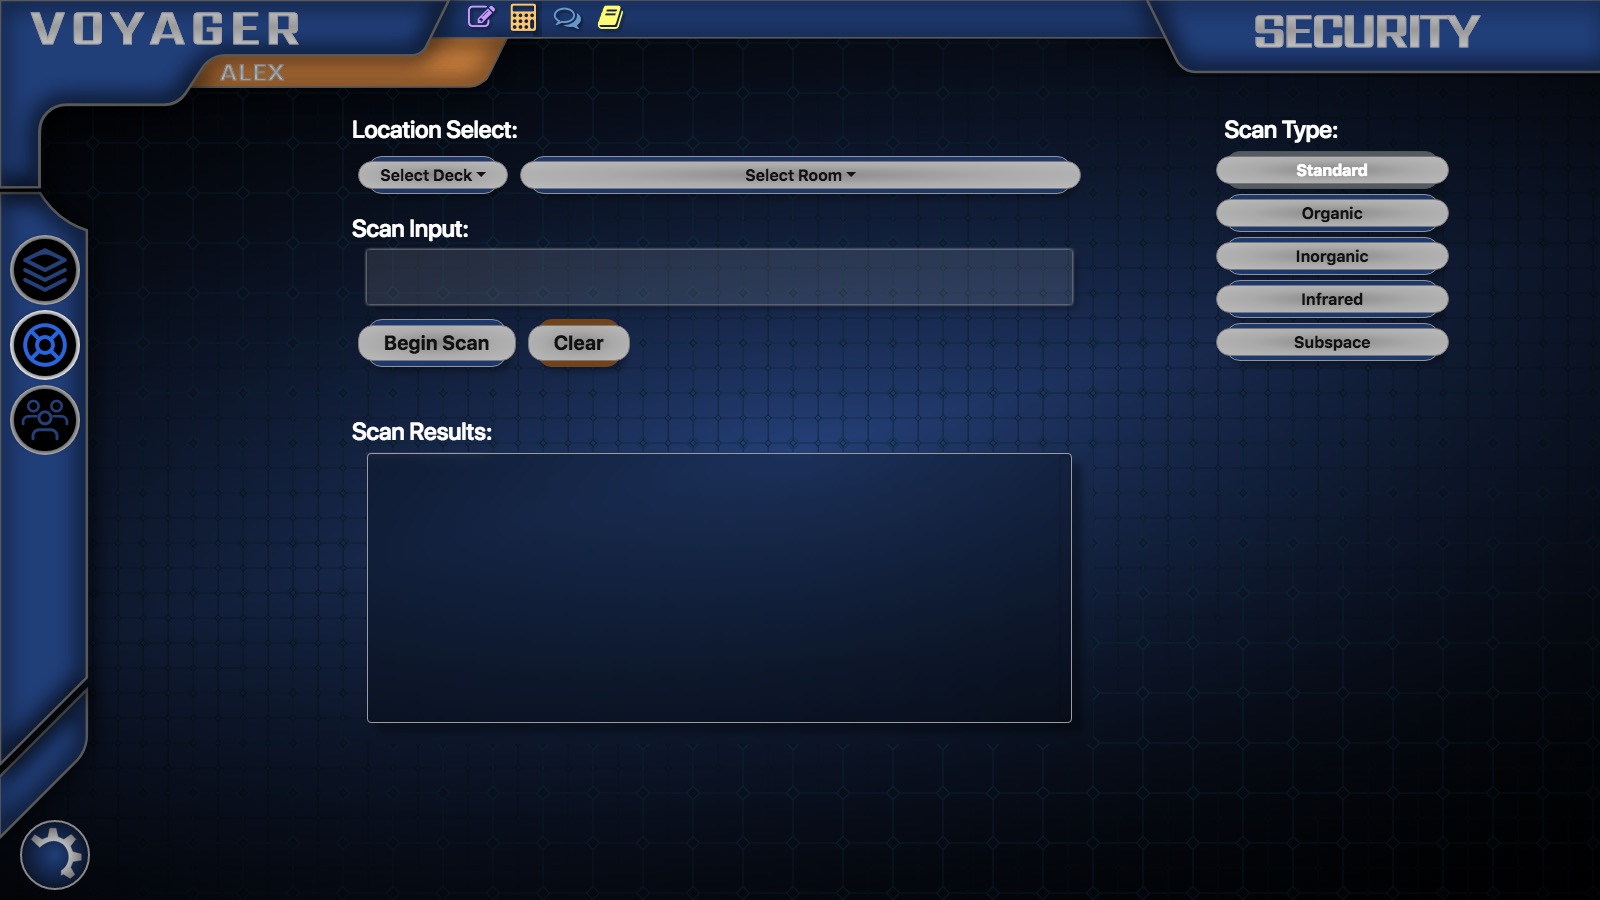 VOYAGER
SECURITY
ALEX
Location Select:
Select Deck
Select Room
Scan Input:
Begin Scan
Clear
Scan Results:
Scan Type:
Standard
Organic
Inorganic
Infrared
Subspace